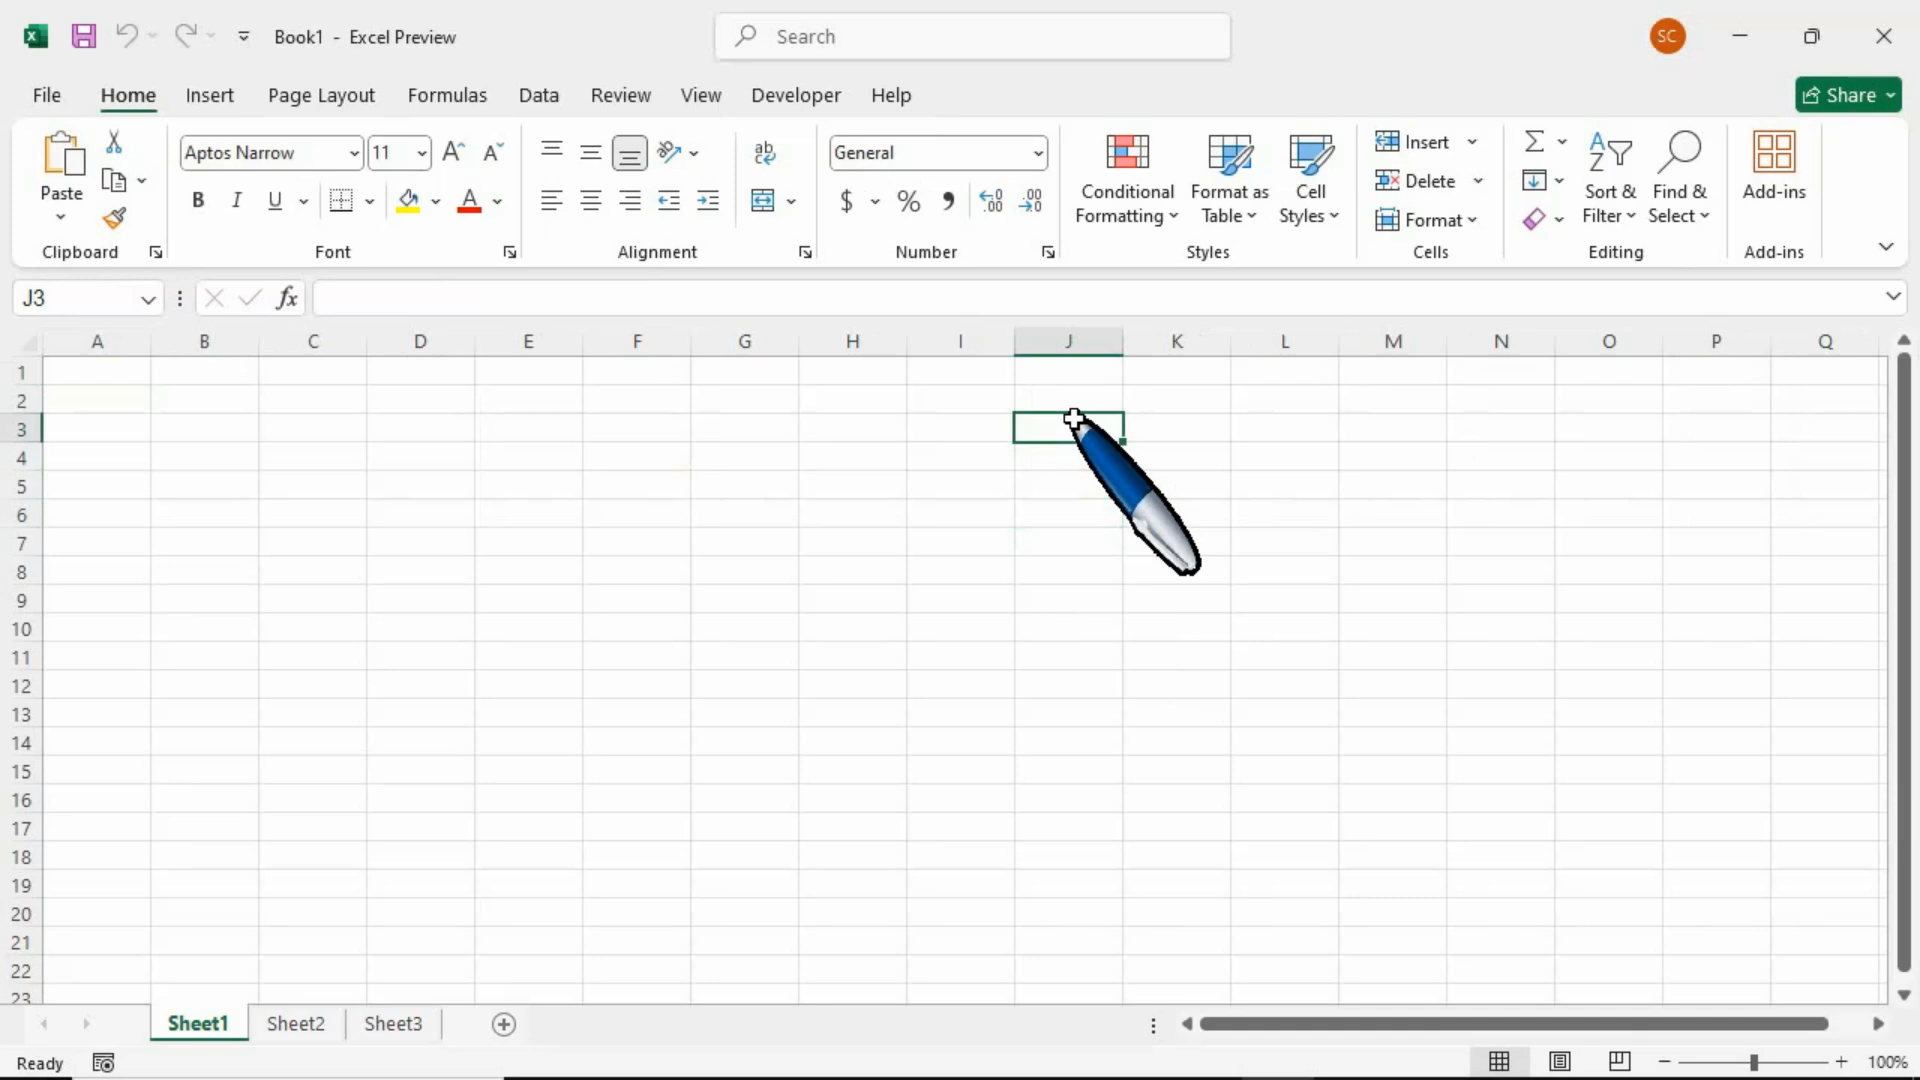 Book1 - Excel Preview
Search
SC
File Home Insert Page Layout Formulas Data Review View Developer Help
Share
Paste
Clipboard
Aptos Narrow
11
A A
B I U A
Font
ab
Alignment
General
$ % , .00 .00
Number
Conditional Formatting
Format as Table
Cell Styles
Styles
Insert
Delete
Format
Cells
Σ
A Z
Sort & Filter
Find & Select
Editing
Add-ins
Add-ins
J3
fx
A B C D E F G H I J K L M N O P Q
1
2
3
4
5
6
7
8
9
10
11
12
13
14
15
16
17
18
19
20
21
22
23
Sheet1 Sheet2 Sheet3
Ready
100%